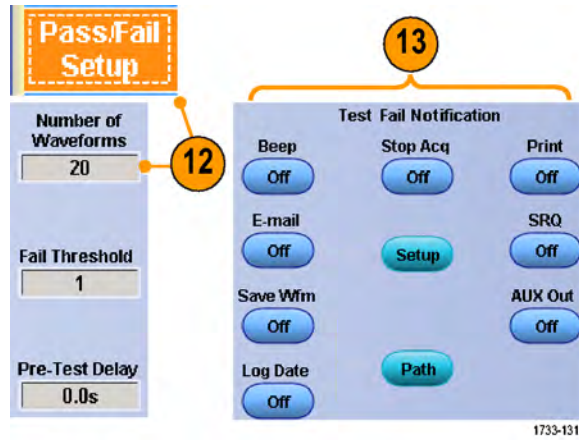 Pass/Fail
Setup
12
Number of
Waveforms
20
Fail Threshold
1
Pre-Test Delay
0.0s
13
Test Fail Notification
Beep
Off
Stop Acq
Off
Print
Off
E-mail
Off
Setup
SRQ
Off
Save Wfm
Off
AUX Out
Off
Log Date
Off
Path
1733-131